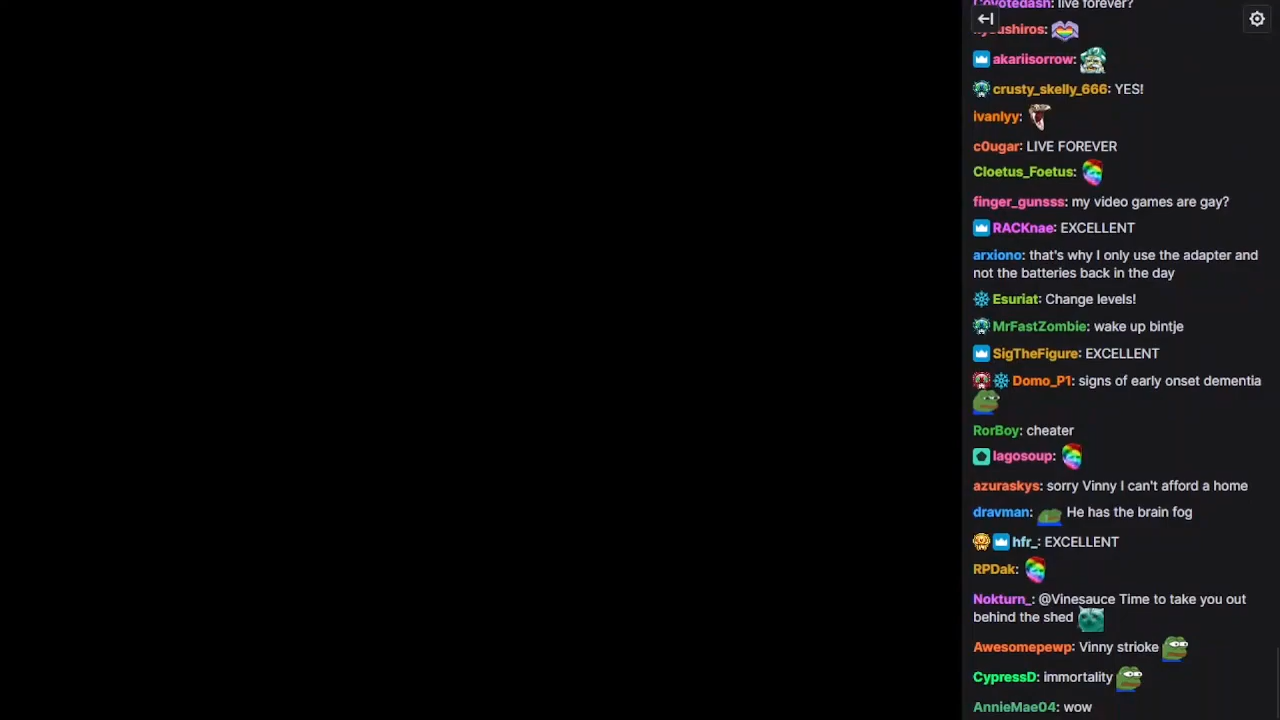 Coyotedash: live forever?
akariisorrow:
crusty_skelly_666: YES!
ivanlyy:
c0ugar: LIVE FOREVER
Cloetus_Foetus:
finger_gunsss: my video games are gay?
RACKnae: EXCELLENT
arxiono: that's why I only use the adapter and
not the batteries back in the day
Esuriat: Change levels!
MrFastZombie: wake up bintje
SigTheFigure: EXCELLENT
Domo_P1: signs of early onset dementia
RorBoy: cheater
lagosoup:
azuraskys: sorry Vinny I can't afford a home
dravman: He has the brain fog
hfr_: EXCELLENT
RPDak:
Nokturn_: @Vinesauce Time to take you out
behind the shed
Awesomepewp: Vinny strioke
CypressD: immortality
AnnieMae04: wow